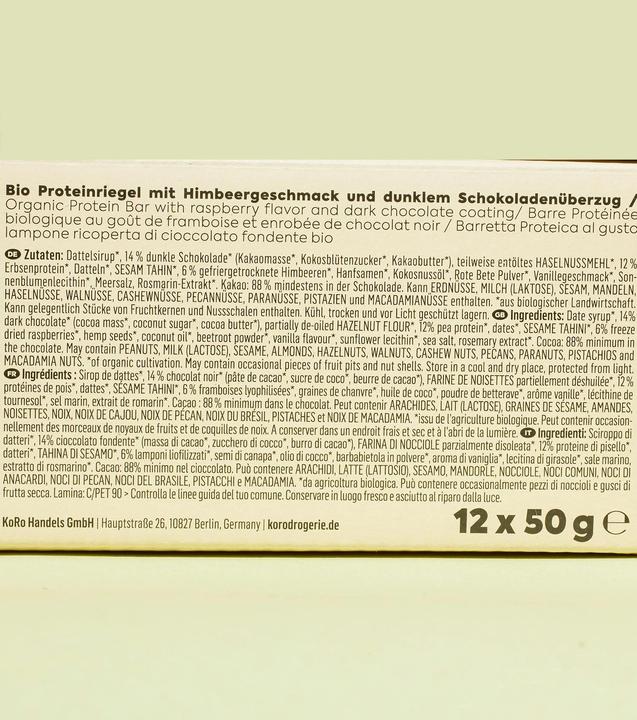 Bio Proteinriegel mit Himbeergeschmack und dunklem Schokoladenüberzug /
Organic Protein Bar with raspberry flavor and dark chocolate coating/ Barre Protéinée
biologique au goût de framboise et enrobée de chocolat noir / Barretta Proteica al gusto
lampone ricoperta di cioccolato fondente bio
DE Zutaten: Dattelsirup*, 14 % dunkle Schokolade* (Kakaomasse*, Kokosblütenzucker*, Kakaobutter*), teilweise entöltes HASELNUSSMEHL*, 12 %
Erbsenprotein*, Datteln*, SESAM TAHIN*, 6 % gefriergetrocknete Himbeeren*, Hanfsamen*, Kokosnussöl*, Rote Bete Pulver*, Vanillegeschmack*, Son-
nenblumenlecithin*, Meersalz, Rosmarin-Extrakt*. Kakao: 88 % mindestens in der Schokolade. Kann ERDNÜSSE, MILCH (LAKTOSE), SESAM, MANDELN,
HASELNÜSSE, WALNÜSSE, CASHEWNÜSSE, PECANNÜSSE, PARANÜSSE, PISTAZIEN und MACADAMIANÜSSE enthalten. *aus biologischer Landwirtschaft.
Kann gelegentlich Stücke von Fruchtkernen und Nussschalen enthalten. Kühl, trocken und vor Licht geschützt lagern. GB Ingredients: Date syrup*, 14%
dark chocolate* (cocoa mass*, coconut sugar*, cocoa butter*), partially de-oiled HAZELNUT FLOUR*, 12% pea protein*, dates*, SESAME TAHINI*, 6% freeze
dried raspberries*, hemp seeds*, coconut oil*, beetroot powder*, vanilla flavour*, sunflower lecithin*, sea salt, rosemary extract*. Cocoa: 88% minimum in
the chocolate. May contain PEANUTS, MILK (LACTOSE), SESAME, ALMONDS, HAZELNUTS, WALNUTS, CASHEW NUTS, PECANS, PARANUTS, PISTACHIOS and
MACADAMIA NUTS. *of organic cultivation. May contain occasional pieces of fruit pits and nut shells. Store in a cool and dry place, protected from light.
FR Ingrédients : Sirop de dattes*, 14 % chocolat noir* (pâte de cacao*, sucre de coco*, beurre de cacao*), FARINE DE NOISETTES partiellement déshuilée*, 12%
protéines de pois*, dattes*, SÉSAME TAHINI*, 6 % framboises lyophilisées*, graines de chanvre*, huile de coco*, poudre de betterave*, arôme vanille*, lécithine de
tournesol*, sel marin, extrait de romarin*. Cacao : 88 % minimum dans le chocolat. Peut contenir ARACHIDES, LAIT (LACTOSE), GRAINES DE SÉSAME, AMANDES,
NOISETTES, NOIX, NOIX DE CAJOU, NOIX DE PÉCAN, NOIX DU BRÉSIL, PISTACHES et NOIX DE MACADAMIA. *issu de l'agriculture biologique. Peut contenir occasion-
nellement des morceaux de noyaux de fruits et de coquilles de noix. A conserver dans un endroit frais et sec et à l'abri de la lumière. IT Ingredienti: Sciroppo di
datteri*, 14% cioccolato fondente* (massa di cacao*, zucchero di cocco*, burro di cacao*), FARINA DI NOCCIOLE parzialmente disoleata*, 12% proteine di pisello*,
datteri*, TAHINA DI SESAMO*, 6% lamponi liofilizzati*, semi di canapa*, olio di cocco*, barbabietola in polvere*, aroma di vaniglia*, lecitina di girasole*, sale marino,
estratto di rosmarino*. Cacao: 88% minimo nel cioccolato. Può contenere ARACHIDI, LATTE (LATTOSIO), SESAMO, MANDORLE, NOCCIOLE, NOCI COMUNI, NOCI DI
ANACARDI, NOCI DI PECAN, NOCI DEL BRASILE, PISTACCHI e MACADAMIA. *da agricoltura biologica. Può contenere occasionalmente pezzi di noccioli e gusci di
frutta secca. Lamina: C/PET 90 > Controlla le linee guida del tuo comune. Conservare in luogo fresco e asciutto al riparo dalla luce.
KoRo Handels GmbH | Hauptstraße 26, 10827 Berlin, Germany | korodrogerie.de
12 x 50 g ℮